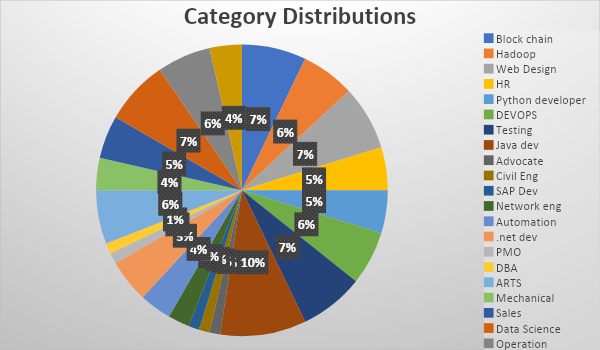 Category Distributions
Block chain
Hadoop
Web Design
HR
Python developer
DEVOPS
Testing
Java dev
Advocate
Civil Eng
SAP Dev
Network eng
Automation
.net dev
PMO
DBA
ARTS
Mechanical
Sales
Data Science
Operation
7%
6%
7%
5%
5%
6%
7%
10%
4%
5%
1%
6%
4%
5%
7%
6%
4%